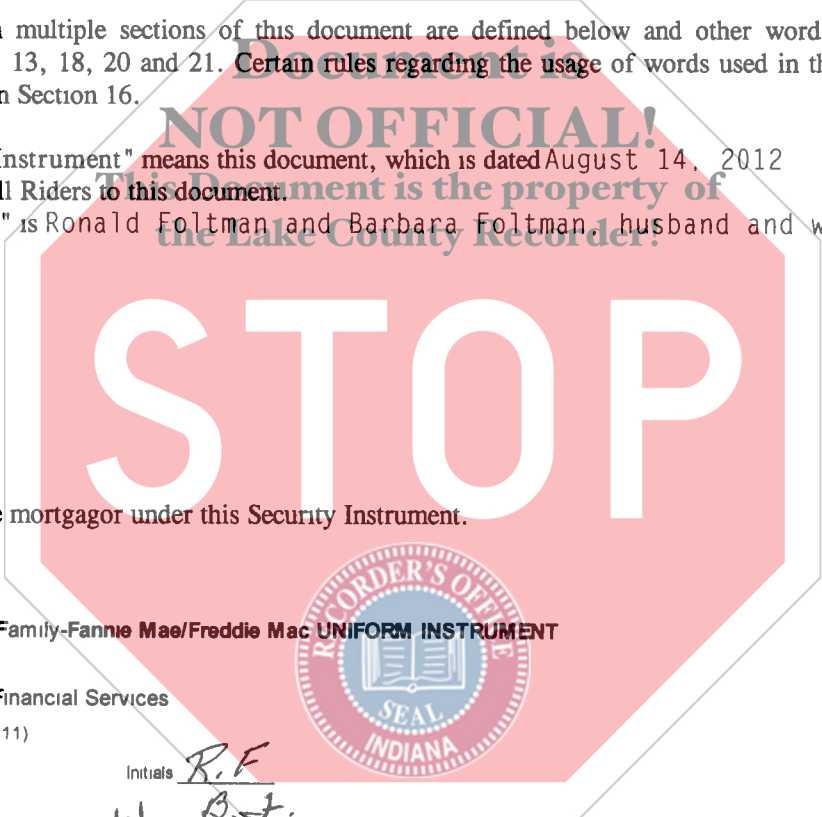 multiple sections of this document are defined below and other word
13, 18, 20 and 21. Certain rules regarding the usage of words used in th
n Section 16.
Document is
NOT OFFICIAL!
This Document is the property of
the Lake County Recorder!
Instrument" means this document, which is dated August 14, 2012
ll Riders to this document.
" is Ronald Foltman and Barbara Foltman, husband and w
STOP
e mortgagor under this Security Instrument.
RECORDER'S OFFICE
SEAL
INDIANA
Family-Fannie Mae/Freddie Mac UNIFORM INSTRUMENT
Financial Services
11)
Initials R.F
B.F.